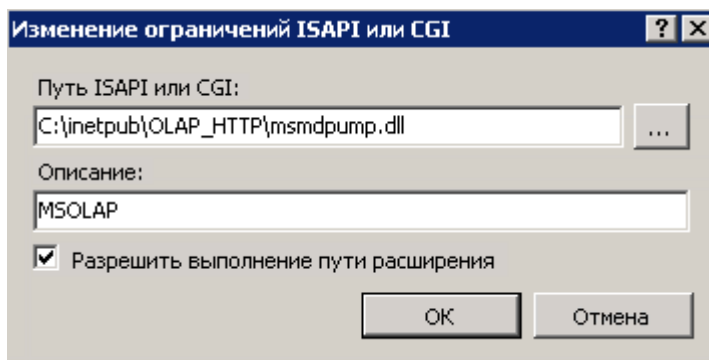 Изменение ограничений ISAPI или CGI
Путь ISAPI или CGI:
C:\inetpub\OLAP_HTTP\msmdpump.dll
...
Описание:
MSOLAP
Разрешить выполнение пути расширения
ОК
Отмена